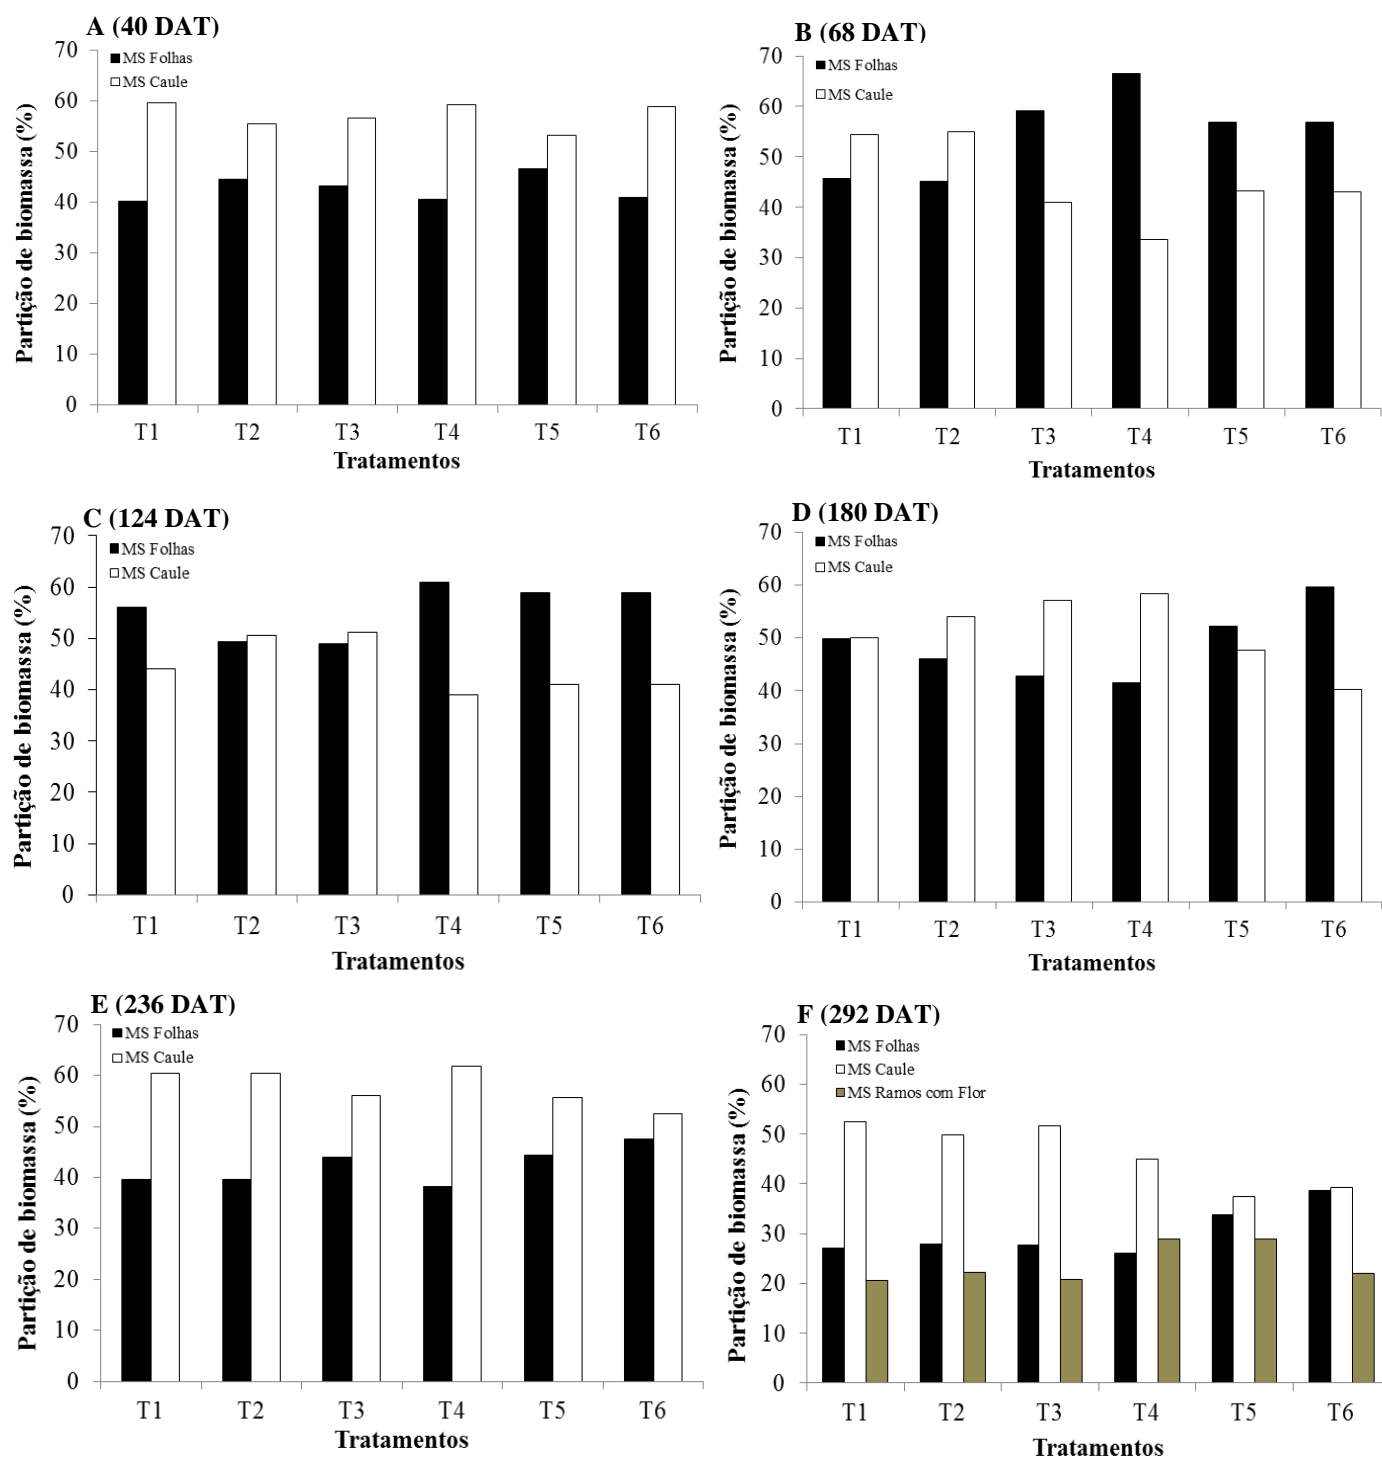 A (40 DAT)
MS Folhas
MS Caule
Partição de biomassa (%)
70
60
50
40
30
20
10
0
T1 T2 T3 T4 T5 T6
Tratamentos
B (68 DAT)
MS Folhas
MS Caule
Partição de biomassa (%)
70
60
50
40
30
20
10
0
T1 T2 T3 T4 T5 T6
Tratamentos
C (124 DAT)
MS Folhas
MS Caule
Partição de biomassa (%)
70
60
50
40
30
20
10
0
T1 T2 T3 T4 T5 T6
Tratamentos
D (180 DAT)
MS Folhas
MS Caule
Partição de biomassa (%)
70
60
50
40
30
20
10
0
T1 T2 T3 T4 T5 T6
Tratamentos
E (236 DAT)
MS Folhas
MS Caule
Partição de biomassa (%)
70
60
50
40
30
20
10
0
T1 T2 T3 T4 T5 T6
Tratamentos
F (292 DAT)
MS Folhas
MS Caule
MS Ramos com Flor
Partição de biomassa (%)
70
60
50
40
30
20
10
0
T1 T2 T3 T4 T5 T6
Tratamentos